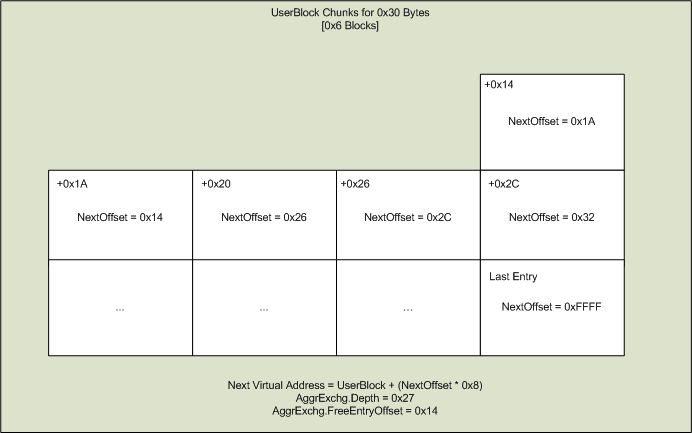 UserBlock Chunks for 0x30 Bytes
[0x6 Blocks]
+0x14
NextOffset = 0x1A
+0x1A
NextOffset = 0x14
+0x20
NextOffset = 0x26
+0x26
NextOffset = 0x2C
+0x2C
NextOffset = 0x32
...
...
...
Last Entry
NextOffset = 0xFFFF
Next Virtual Address = UserBlock + (NextOffset * 0x8)
AggrExchg.Depth = 0x27
AggrExchg.FreeEntryOffset = 0x14